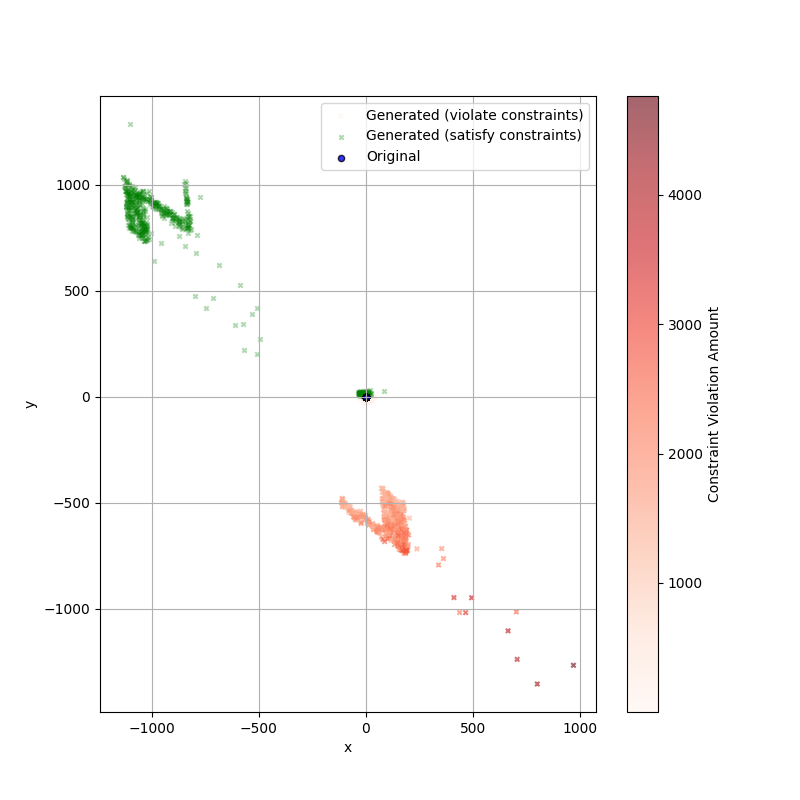 Generated (violate constraints)
Generated (satisfy constraints)
Original
1000
500
0
−500
−1000
y
−1000
−500
0
500
1000
x
4000
3000
2000
1000
Constraint Violation Amount